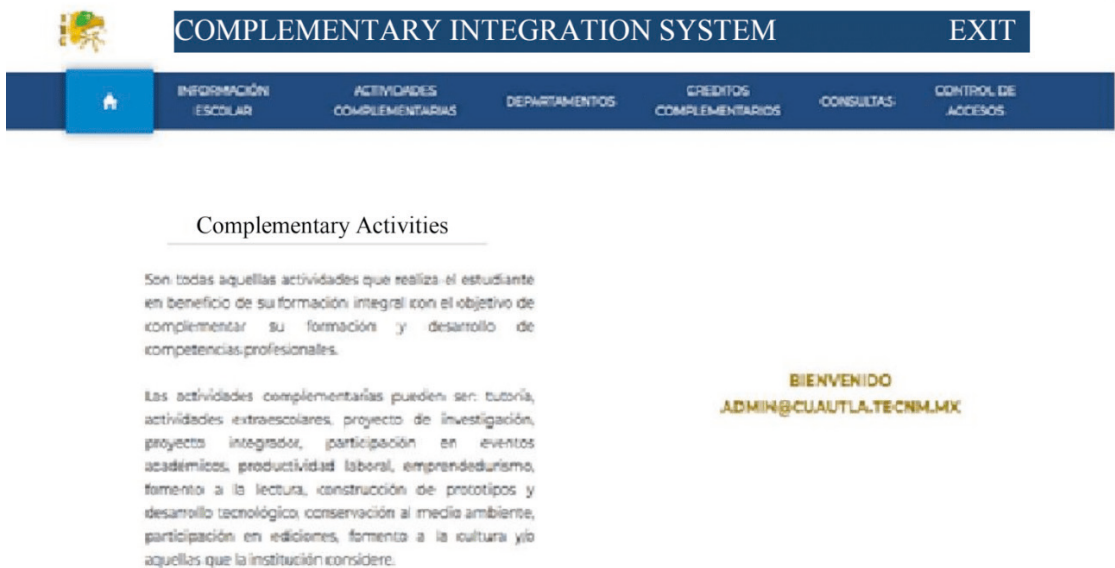 COMPLEMENTARY INTEGRATION SYSTEM EXIT
INFORMACIÓN ESCOLAR
ACTIVIDADES COMPLEMENTARIAS
DEPARTAMENTOS
CREDITOS COMPLEMENTARIOS
CONSULTAS
CONTROL DE ACCESOS
Complementary Activities
Son todas aquellas actividades que realiza el estudiante
en beneficio de su formación integral con el objetivo de
complementar su formación y desarrollo de
competencias profesionales.
Las actividades complementarias pueden ser: tutoría,
actividades extraescolares, proyecto de investigación,
proyecto integrador, participación en eventos
académicos, productividad laboral, emprendedurismo,
fomento a la lectura, construcción de prototipos y
desarrollo tecnológico, conservación al medio ambiente,
participación en ediciones, fomento a la cultura y/o
aquellas que la institución considere.
BIENVENIDO
ADMIN@CUAUTLA.TECNM.MX